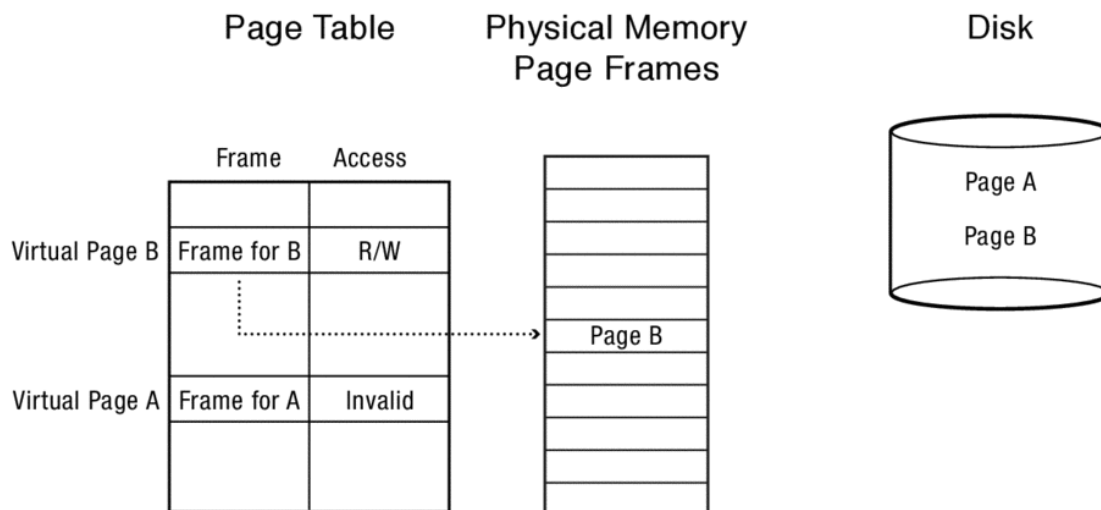 Page Table
Physical Memory
Page Frames
Disk
Frame Access
Virtual Page B Frame for B R/W
Virtual Page A Frame for A Invalid
Page B
Page A
Page B